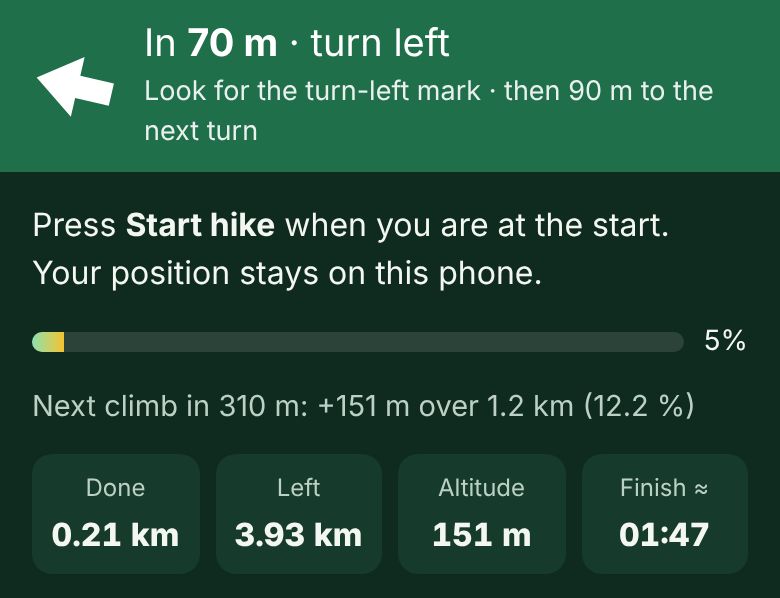 In 70 m · turn left
Look for the turn-left mark · then 90 m to the
next turn
Press Start hike when you are at the start.
Your position stays on this phone.
5%
Next climb in 310 m: +151 m over 1.2 km (12.2 %)
Done
0.21 km
Left
3.93 km
Altitude
151 m
Finish ≈
01:47